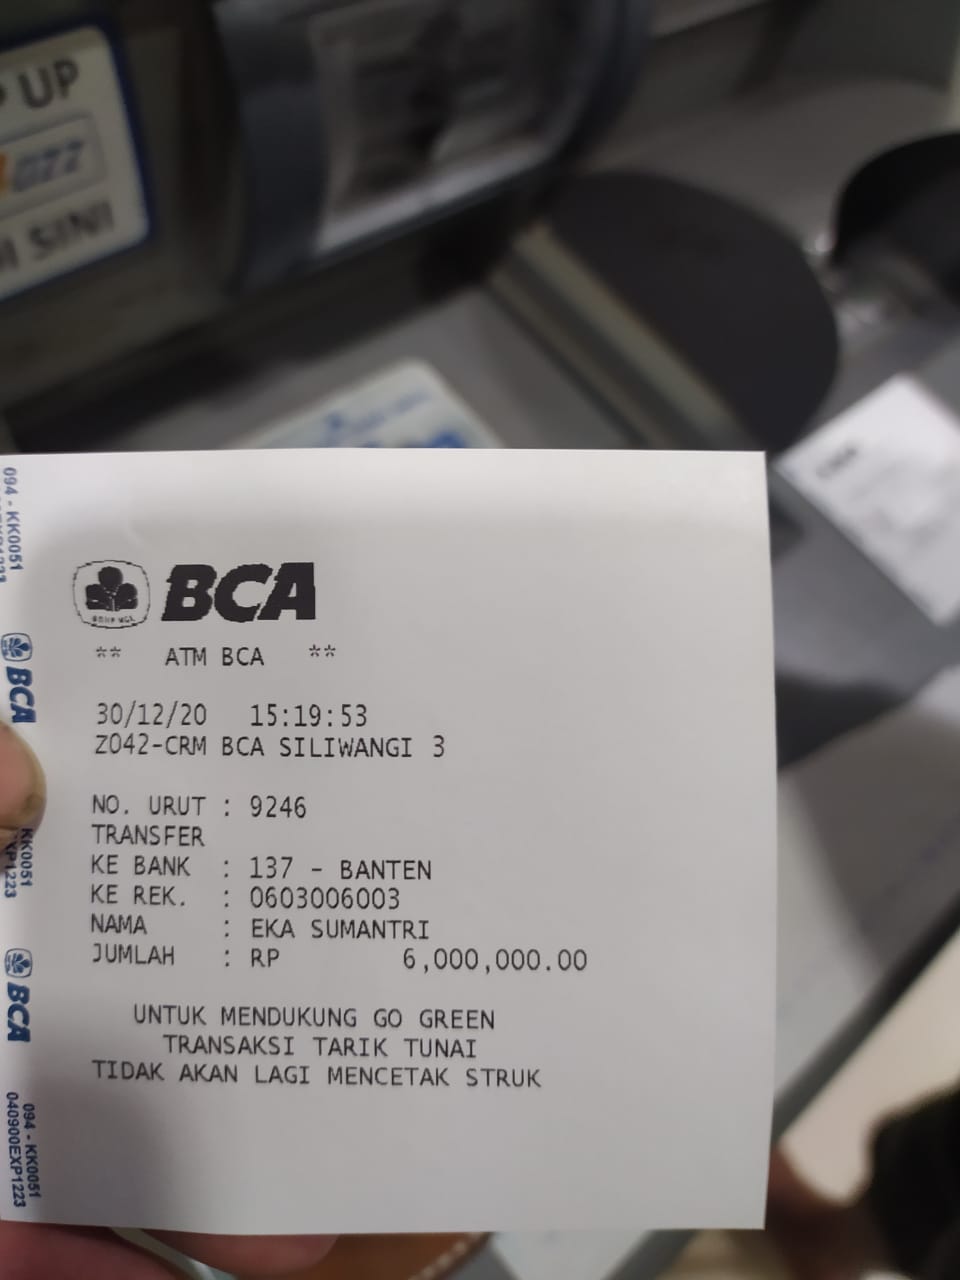 P UP
DI SINI
094 - KK0051
BCA
KK0051
EXP1223
BCA
094 - KK0051
040900EXP1223
BCA
** ATM BCA **
30/12/20 15:19:53
Z042-CRM BCA SILIWANGI 3
NO. URUT : 9246
TRANSFER
KE BANK : 137 - BANTEN
KE REK. : 0603006003
NAMA : EKA SUMANTRI
JUMLAH : RP 6,000,000.00
UNTUK MENDUKUNG GO GREEN
TRANSAKSI TARIK TUNAI
TIDAK AKAN LAGI MENCETAK STRUK